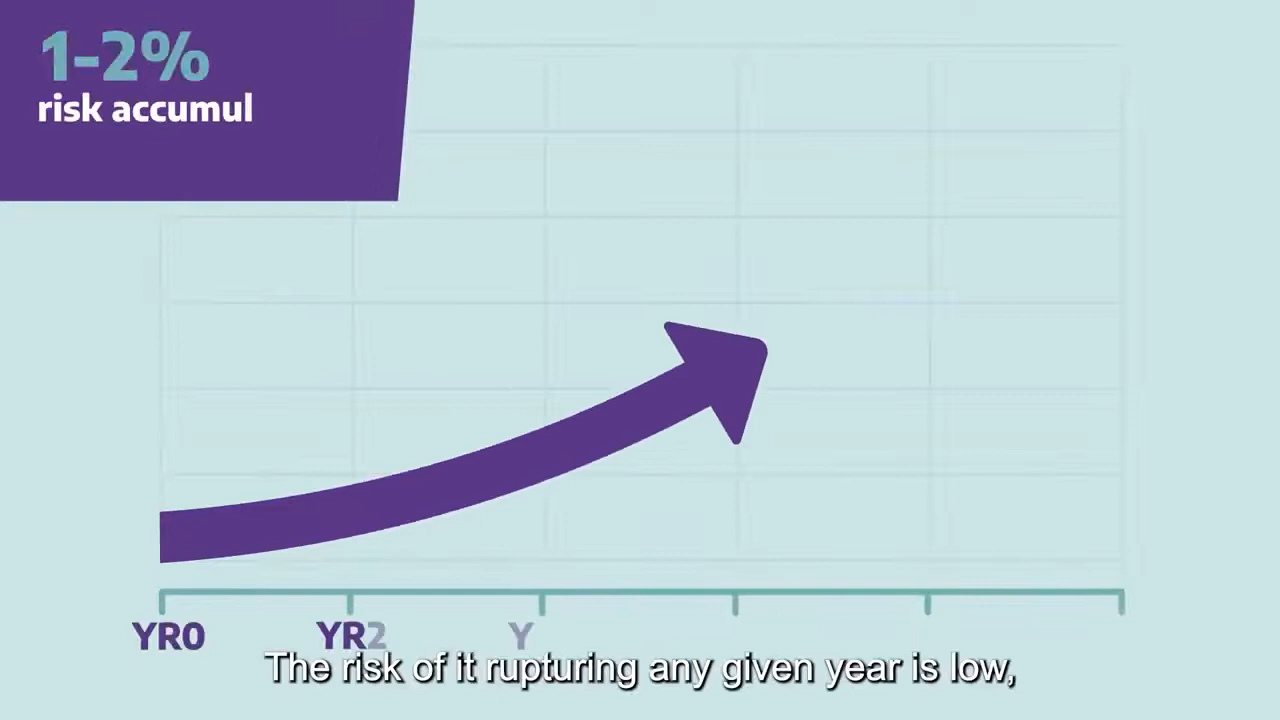 1-2%
risk accumul
YR0 YR2 Y
The risk of it rupturing any given year is low,